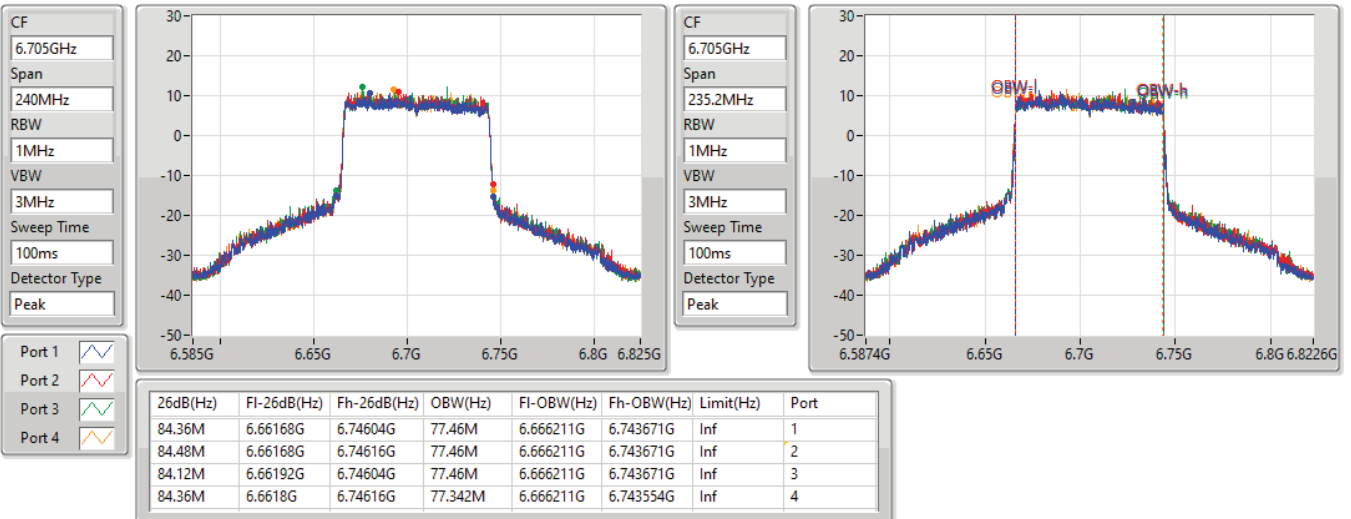 CF
6.705GHz
Span
240MHz
RBW
1MHz
VBW
3MHz
Sweep Time
100ms
Detector Type
Peak
30
20
10
0
-10
-20
-30
-40
-50
6.585G 6.65G 6.7G 6.75G 6.8G 6.825G
CF
6.705GHz
Span
235.2MHz
RBW
1MHz
VBW
3MHz
Sweep Time
100ms
Detector Type
Peak
30
20
10
0
-10
-20
-30
-40
-50
OBW-l OBW-h
6.5874G 6.65G 6.7G 6.75G 6.8G 6.8226G
Port 1
Port 2
Port 3
Port 4
26dB(Hz) Fl-26dB(Hz) Fh-26dB(Hz) OBW(Hz) Fl-OBW(Hz) Fh-OBW(Hz) Limit(Hz) Port
84.36M 6.66168G 6.74604G 77.46M 6.666211G 6.743671G Inf 1
84.48M 6.66168G 6.74616G 77.46M 6.666211G 6.743671G Inf 2
84.12M 6.66192G 6.74604G 77.46M 6.666211G 6.743671G Inf 3
84.36M 6.6618G 6.74616G 77.342M 6.666211G 6.743554G Inf 4